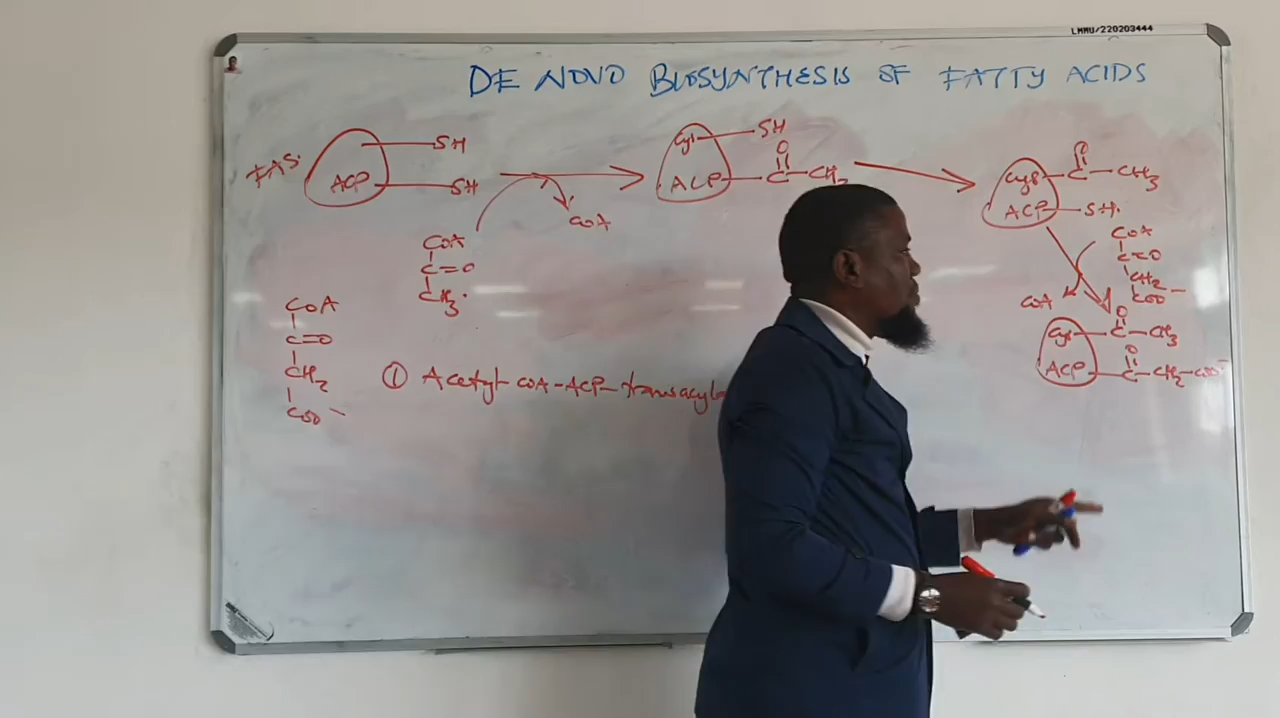 LMMU/220203444
DE NOVO BIOSYNTHESIS OF FATTY ACIDS
FAS.
SH
ACP
SH
CoA
CoA
C=O
CH3.
Cys
SH
O
ACP
C
CH3
Cys
O
C
CH3
ACP
SH.
CoA
C=O
CH2
COO-
CoA
Cys
O
C
CH3
ACP
O
C
CH2
COO-
CoA
C=O
CH2
COO-
① Acetyl-CoA-ACP-transacyla